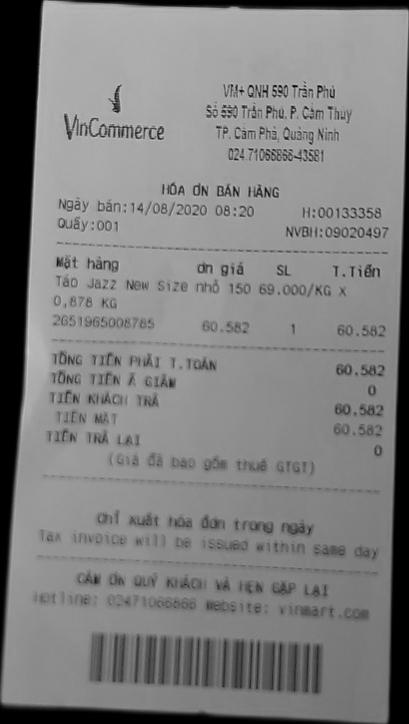 VinCommerce
VM+ QNH 590 Trần Phú
Số 590 Trần Phú, P. Cẩm Thủy
TP. Cẩm Phả, Quảng Ninh
024.71066866-43581
HÓA ƠN BÁN HÀNG
Ngày bán:14/08/2020 08:20 H:00133358
Quầy:001 NVBH:09020497
Mặt hàng ơn giá SL T.Tiền
Táo Jazz New Size nhỏ 150 69.000/KG X
0,878 KG
2651965008785 60.582 1 60.582
TỔNG TIỀN PHẢI T.TOÁN 60.582
TỔNG TIỀN Ã GIẢM 0
TIỀN KHÁCH TRẢ 60.582
TIỀN MẶT 60.582
TIỀN TRẢ LẠI 0
(Giá đã bao gồm thuế GTGT)
Chỉ xuất hóa đơn trong ngày
Tax invoice will be issued within same day
CẢM ƠN QUÝ KHÁCH VÀ HẸN GẶP LẠI
Hotline: 02471066866 Website: vinmart.com